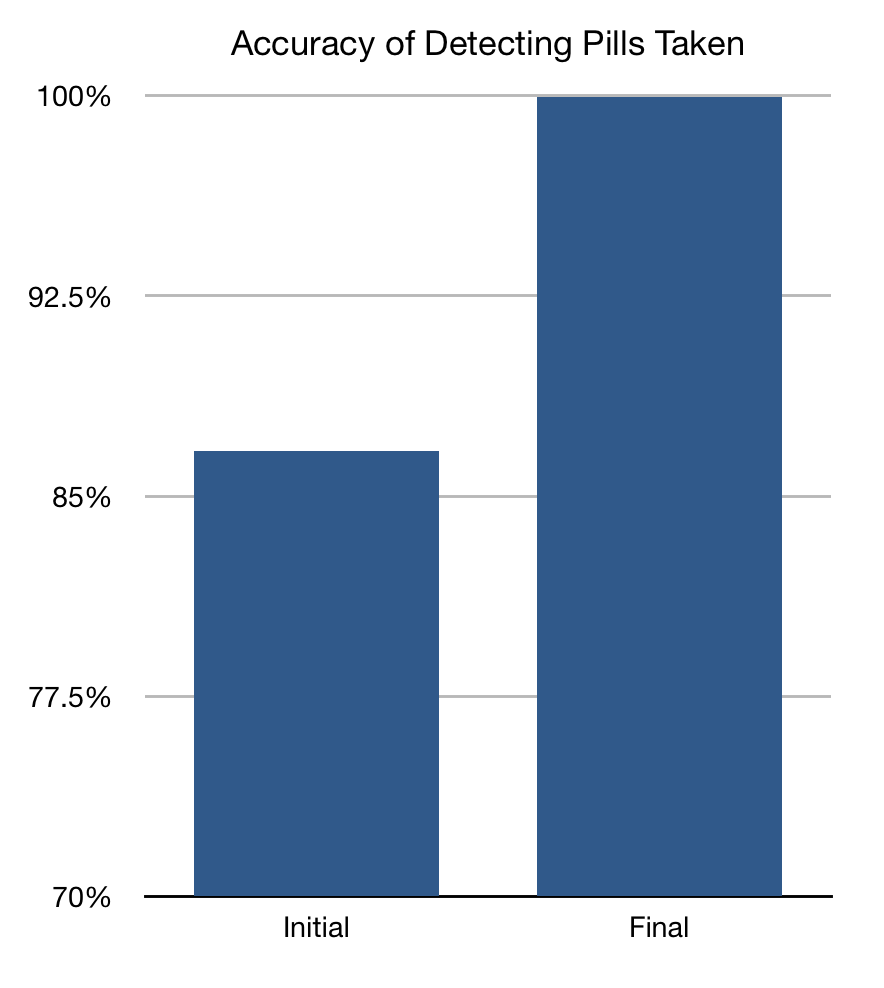 Accuracy of Detecting Pills Taken
100%
92.5%
85%
77.5%
70%
Initial
Final